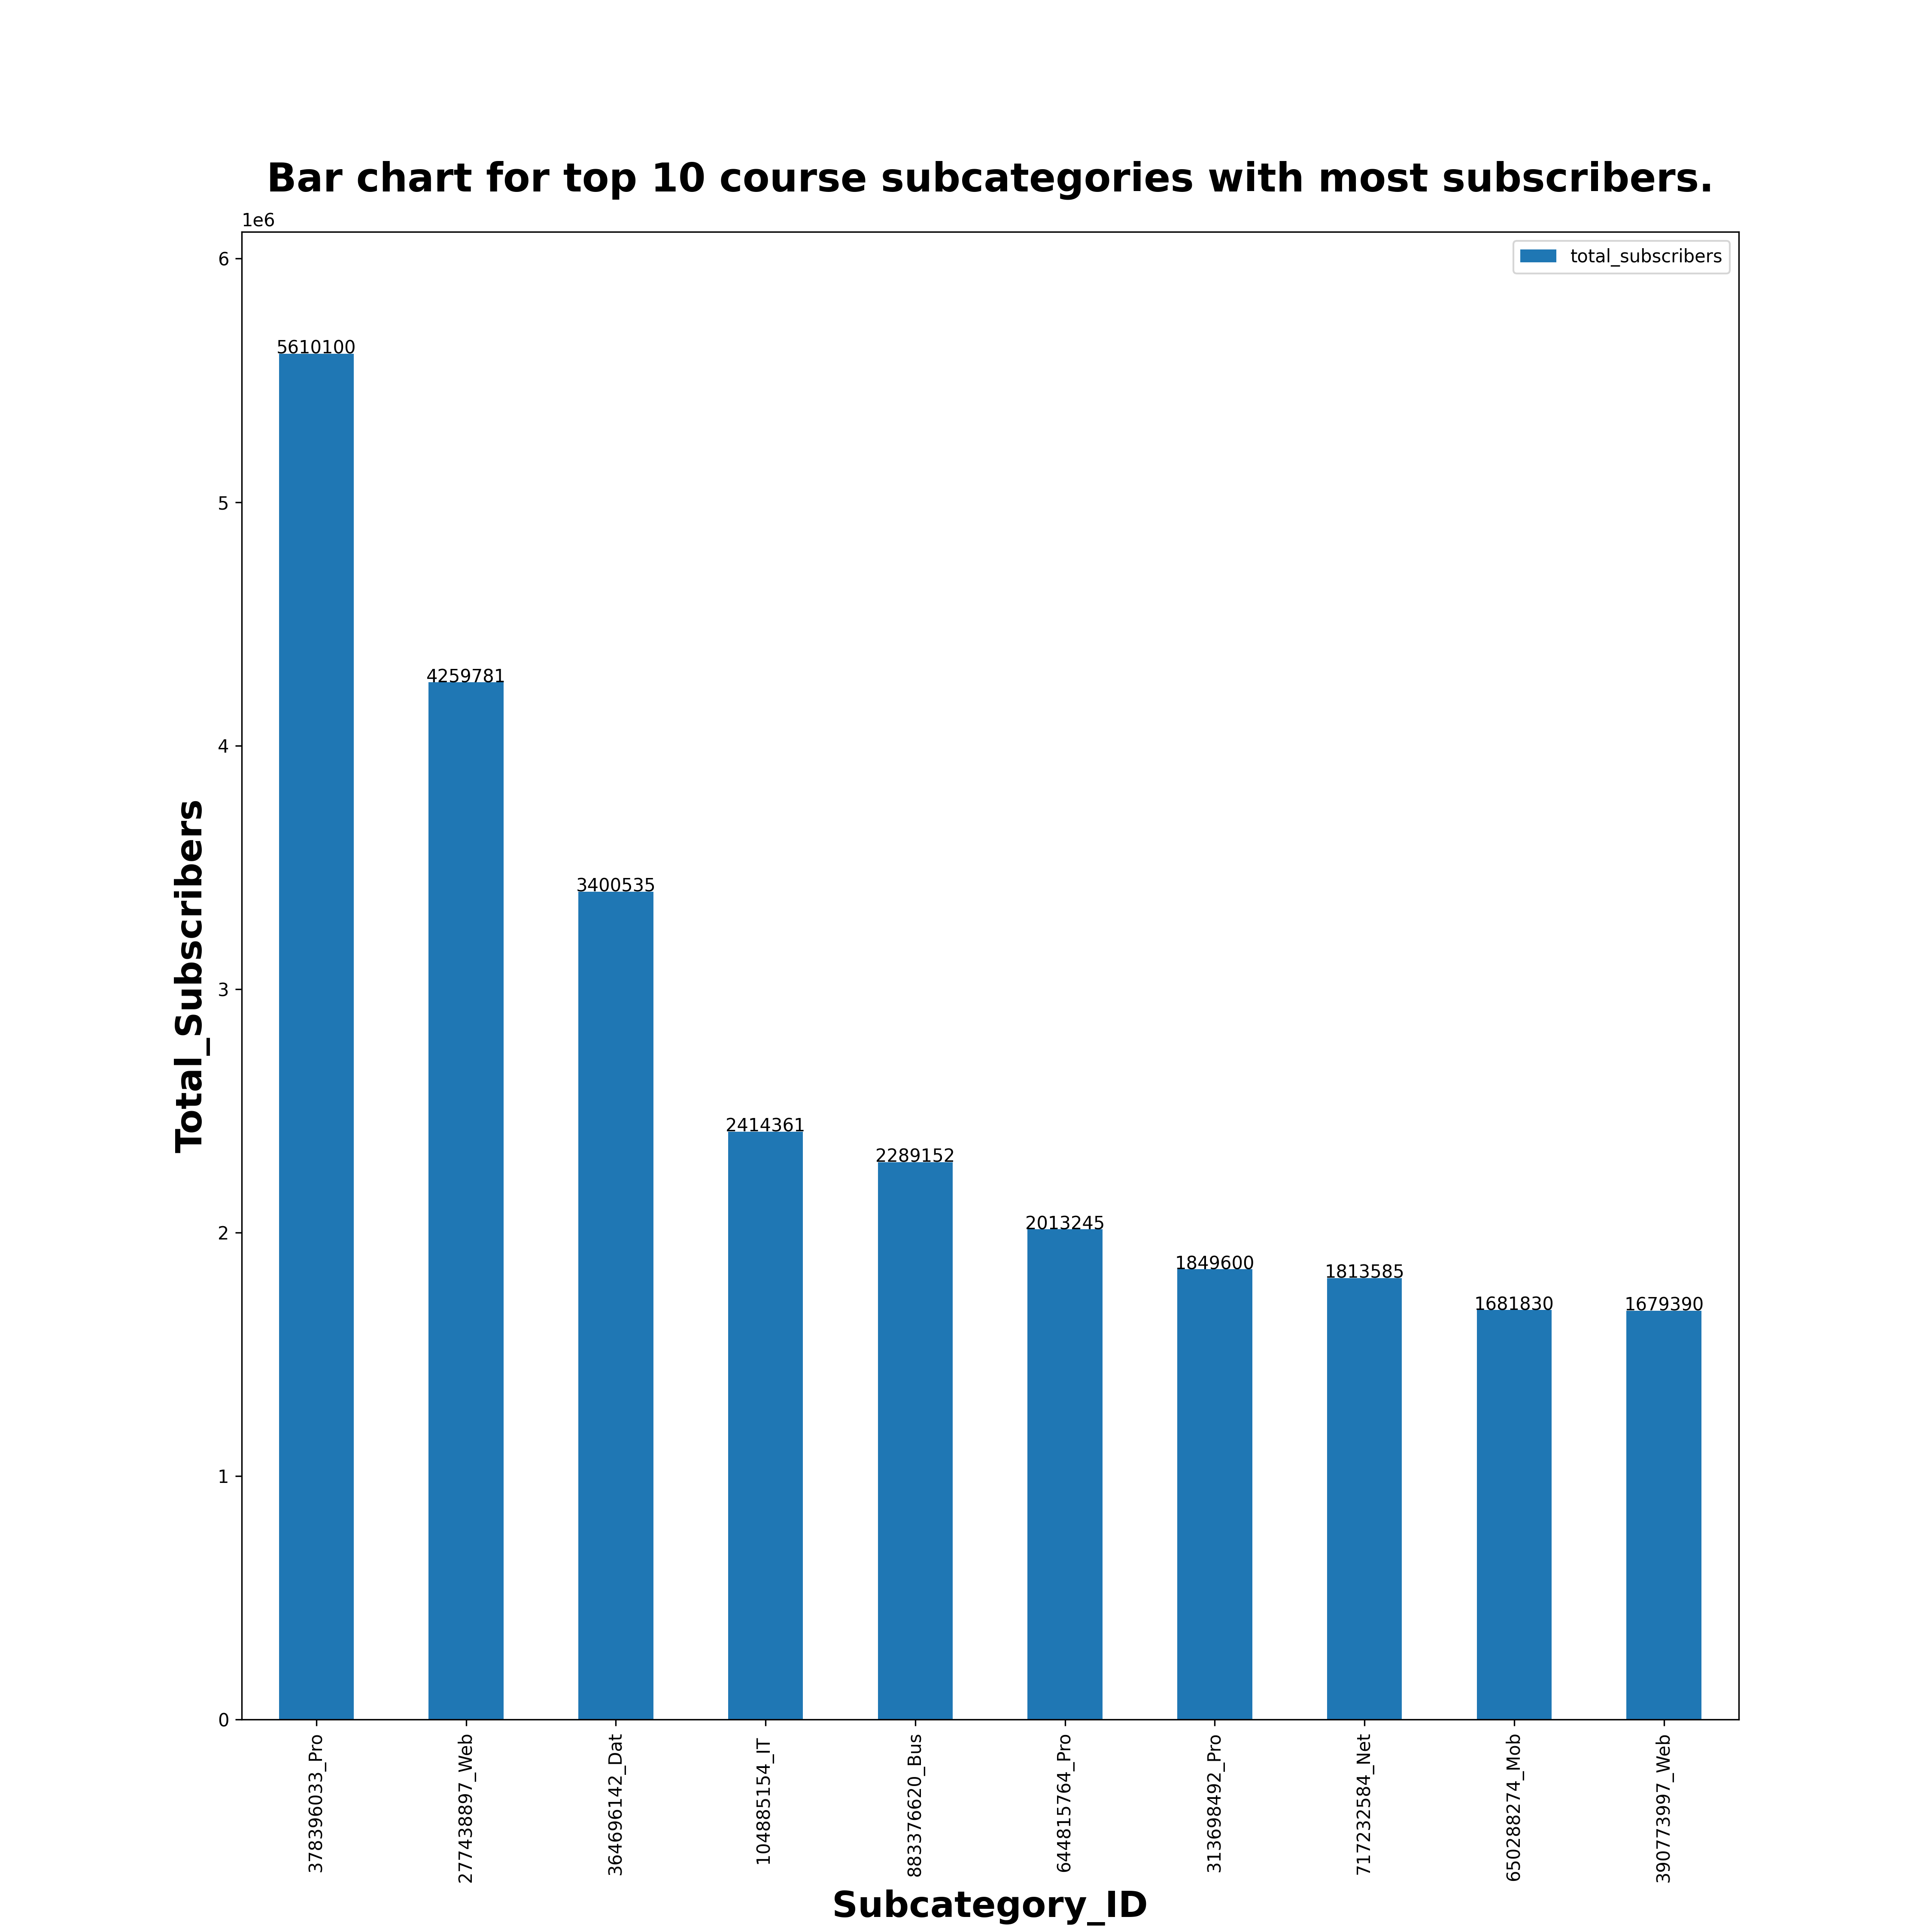 Bar chart for top 10 course subcategories with most subscribers.
1e6
total_subscribers
6
5
4
3
2
1
0
Total_Subscribers
5610100
4259781
3400535
2414361
2289152
2013245
1849600
1813585
1681830
1679390
378396033_Pro
277438897_Web
364696142_Dat
104885154_IT
883376620_Bus
644815764_Pro
313698492_Pro
717232584_Net
650288274_Mob
390773997_Web
Subcategory_ID